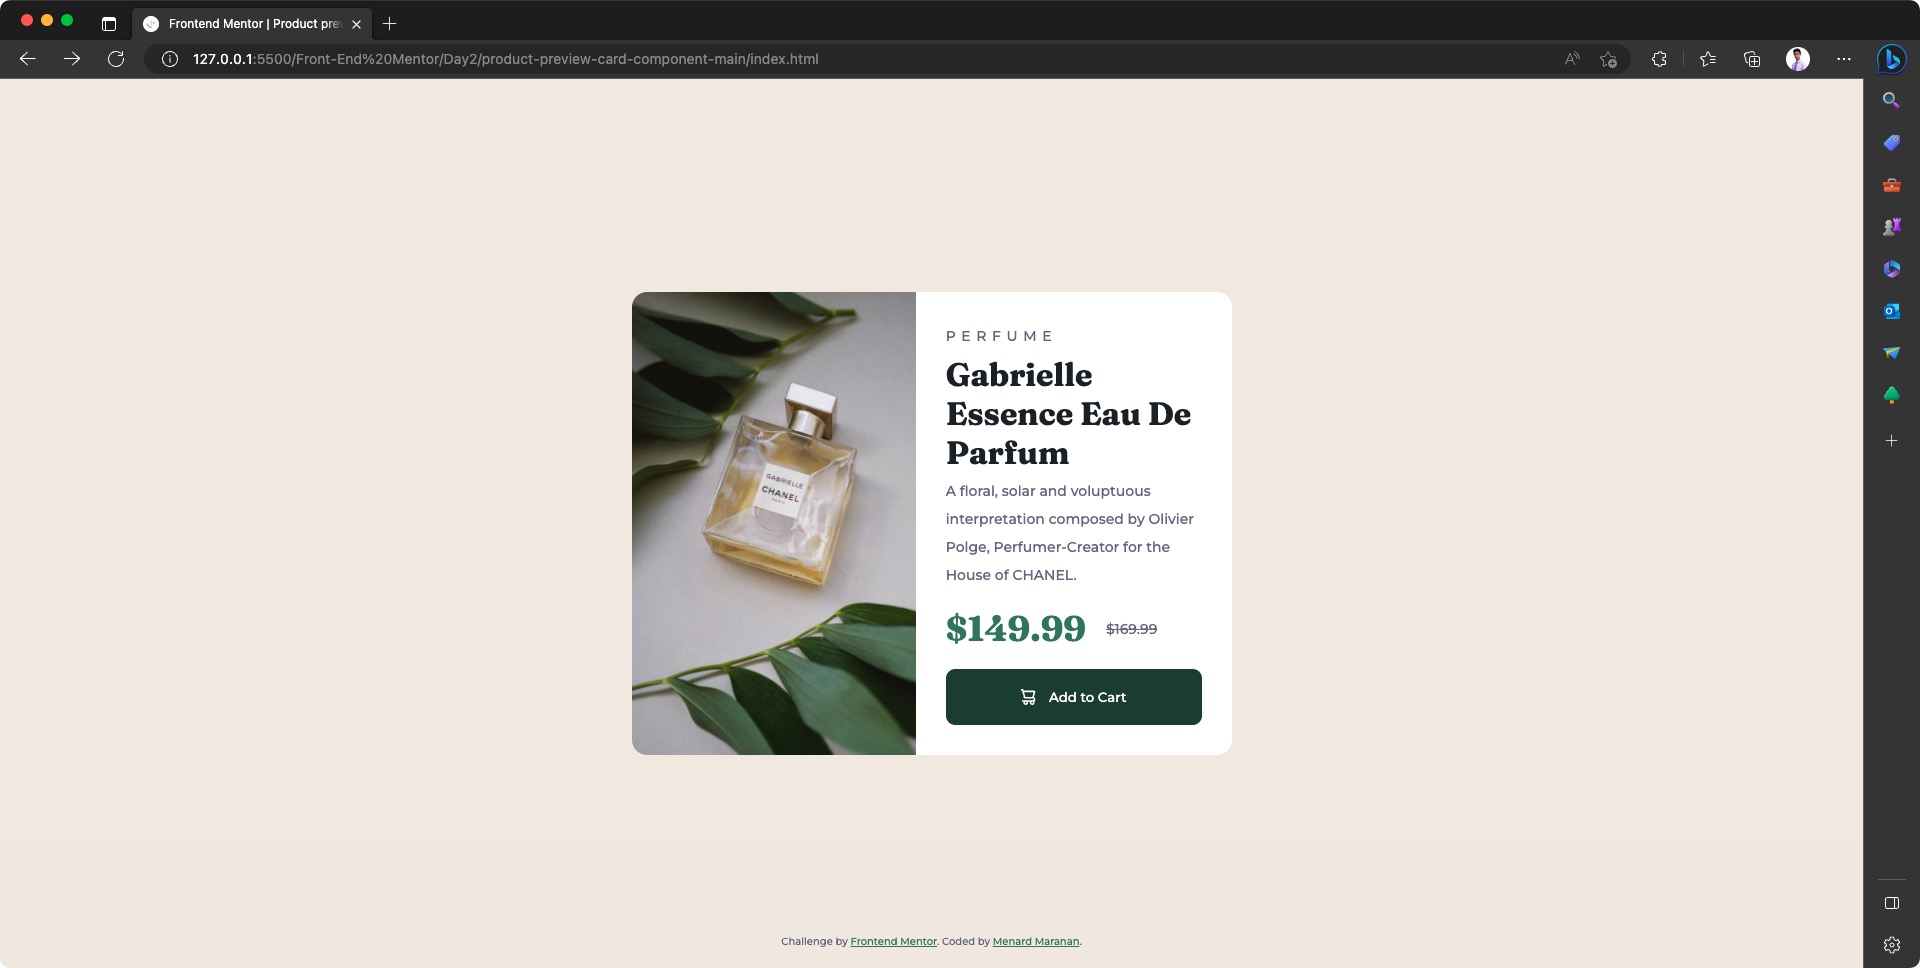 Frontend Mentor | Product pre
127.0.0.1:5500/Front-End%20Mentor/Day2/product-preview-card-component-main/index.html
GABRIELLE
CHANEL
PARIS
PERFUME
Gabrielle
Essence Eau De
Parfum
A floral, solar and voluptuous
interpretation composed by Olivier
Polge, Perfumer-Creator for the
House of CHANEL.
$149.99 $169.99
Add to Cart
Challenge by Frontend Mentor. Coded by Menard Maranan.